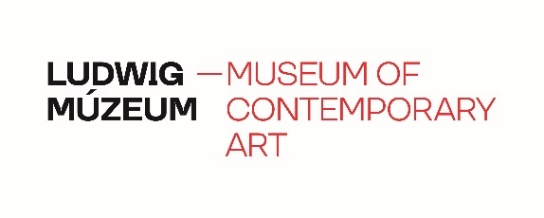 LUDWIG — MUSEUM OF
MÚZEUM CONTEMPORARY
ART